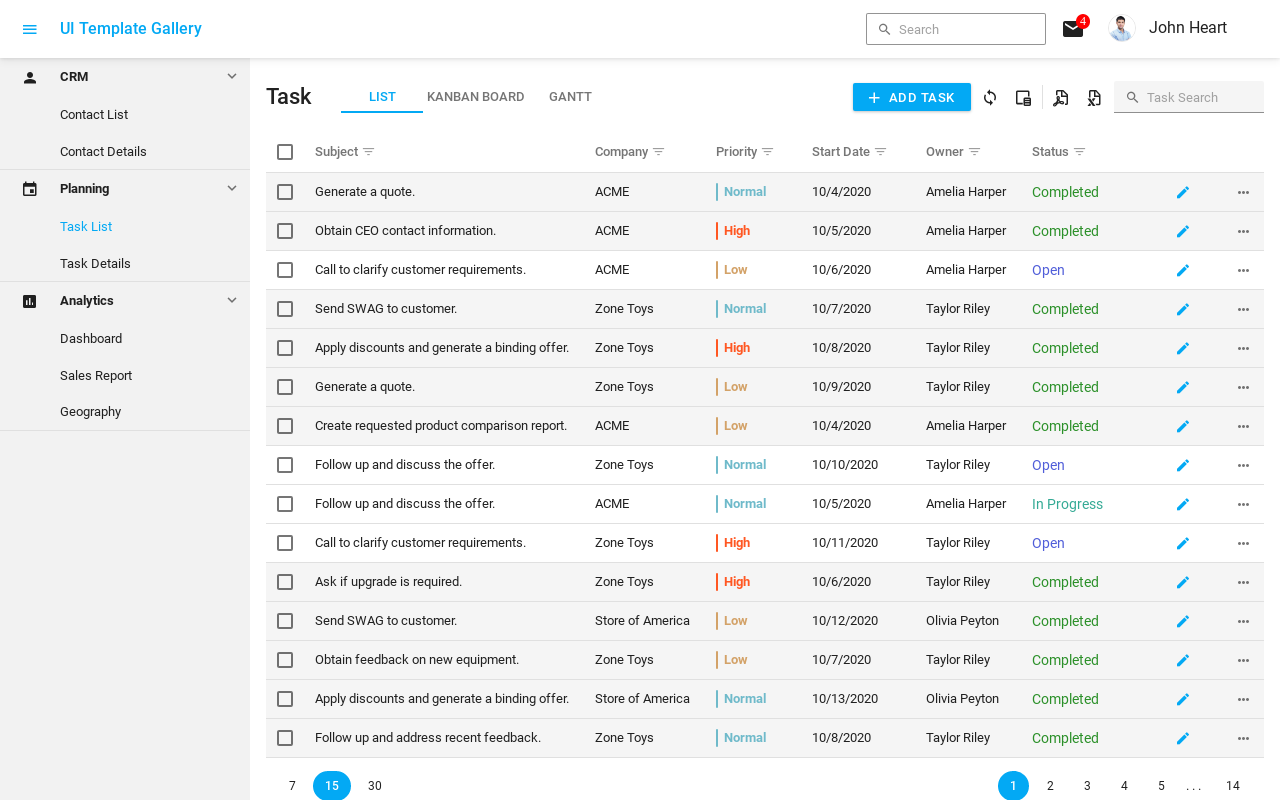 UI Template Gallery Search 4 John Heart
CRM
Contact List
Contact Details
Planning
Task List
Task Details
Analytics
Dashboard
Sales Report
Geography
Task LIST KANBAN BOARD GANTT ADD TASK Task Search
Subject Company Priority Start Date Owner Status
Generate a quote. ACME Normal 10/4/2020 Amelia Harper Completed
Obtain CEO contact information. ACME High 10/5/2020 Amelia Harper Completed
Call to clarify customer requirements. ACME Low 10/6/2020 Amelia Harper Open
Send SWAG to customer. Zone Toys Normal 10/7/2020 Taylor Riley Completed
Apply discounts and generate a binding offer. Zone Toys High 10/8/2020 Taylor Riley Completed
Generate a quote. Zone Toys Low 10/9/2020 Taylor Riley Completed
Create requested product comparison report. ACME Low 10/4/2020 Amelia Harper Completed
Follow up and discuss the offer. Zone Toys Normal 10/10/2020 Taylor Riley Open
Follow up and discuss the offer. ACME Normal 10/5/2020 Amelia Harper In Progress
Call to clarify customer requirements. Zone Toys High 10/11/2020 Taylor Riley Open
Ask if upgrade is required. Zone Toys High 10/6/2020 Taylor Riley Completed
Send SWAG to customer. Store of America Low 10/12/2020 Olivia Peyton Completed
Obtain feedback on new equipment. Zone Toys Low 10/7/2020 Taylor Riley Completed
Apply discounts and generate a binding offer. Store of America Normal 10/13/2020 Olivia Peyton Completed
Follow up and address recent feedback. Zone Toys Normal 10/8/2020 Taylor Riley Completed
7 15 30 1 2 3 4 5 . . . 14